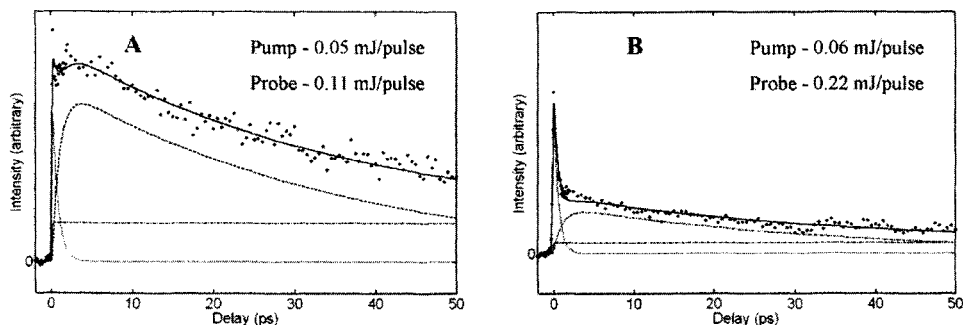 A
Pump - 0.05 mJ/pulse
Probe - 0.11 mJ/pulse
Intensity (arbitrary)
0
0 10 20 30 40 50
Delay (ps)
B
Pump - 0.06 mJ/pulse
Probe - 0.22 mJ/pulse
Intensity (arbitrary)
0
0 10 20 30 40 50
Delay (ps)